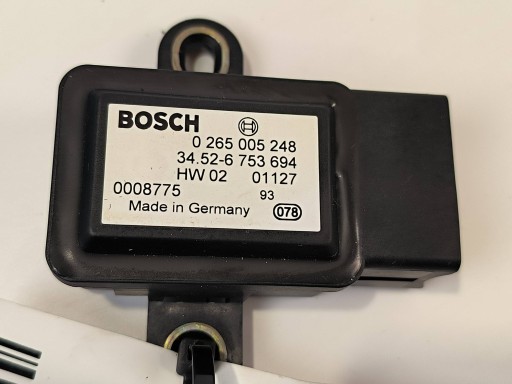 BOSCH
0 265 005 248
34.52-6 753 694
HW 02 01127
0008775 93
Made in Germany 078